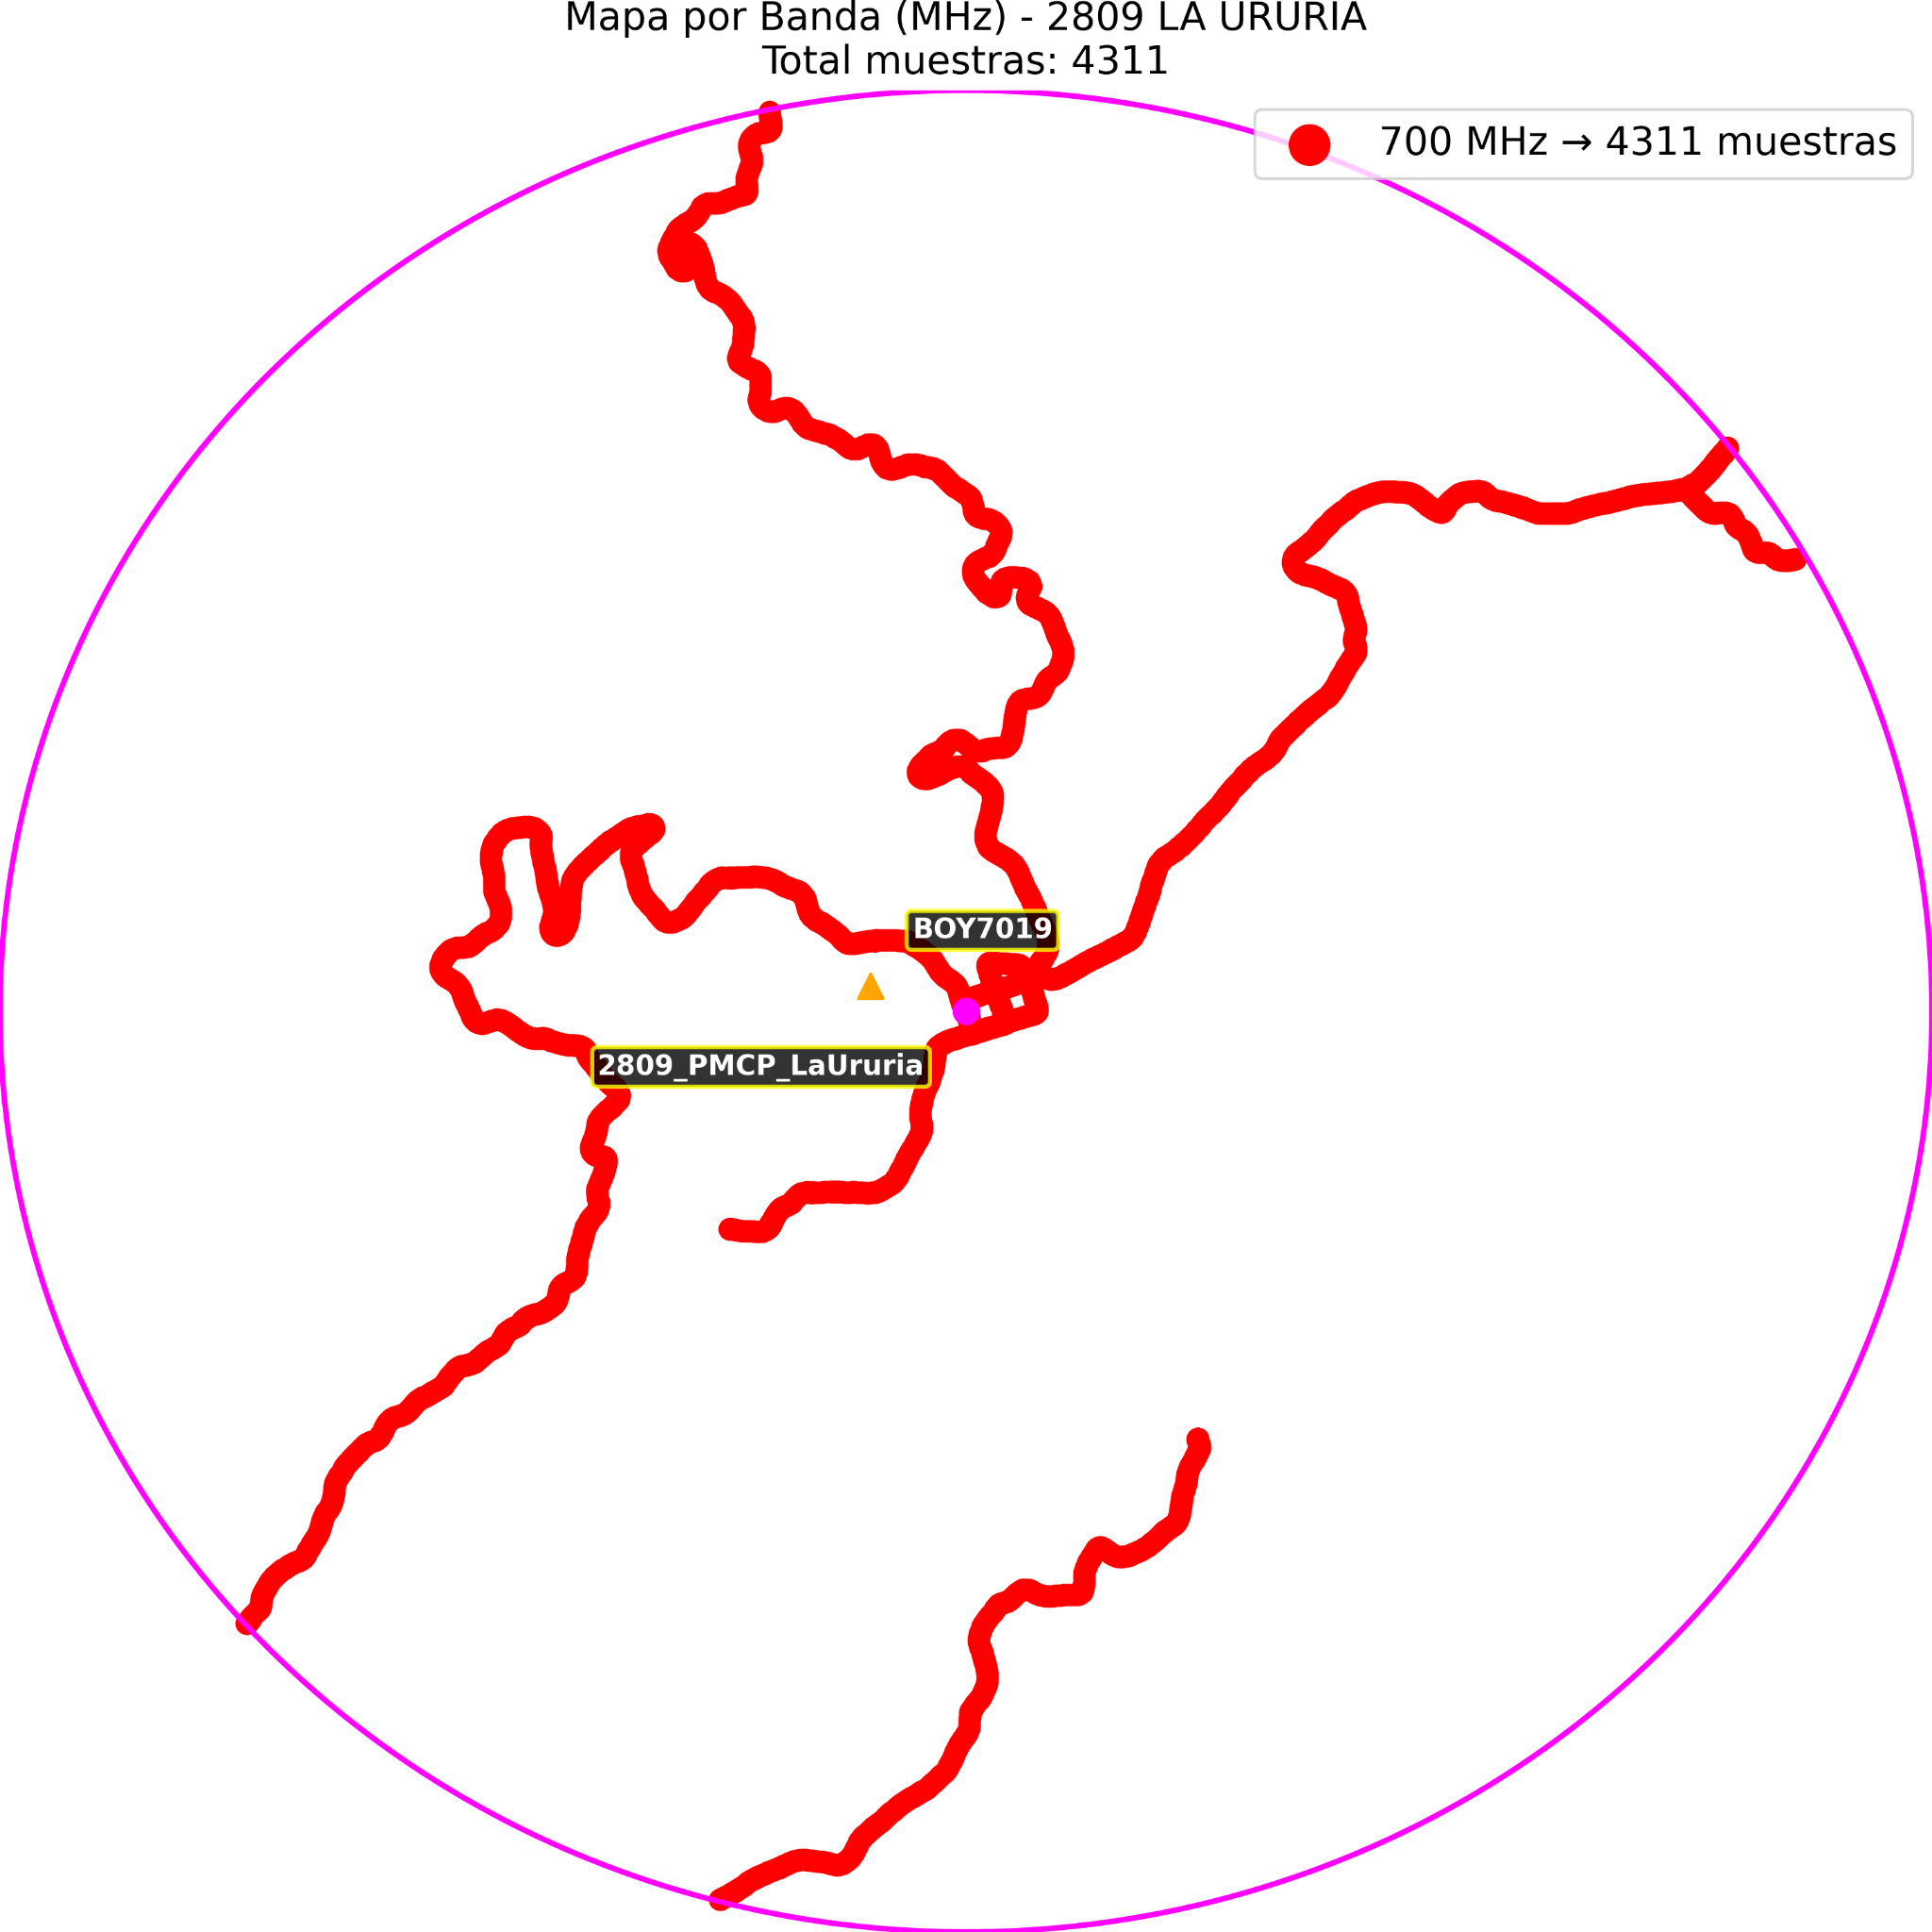 Mapa por Banda (MHz) - 2809 LA URURIA
Total muestras: 4311
700 MHz → 4311 muestras
BOY7019
2809_PMCP_LaUruria